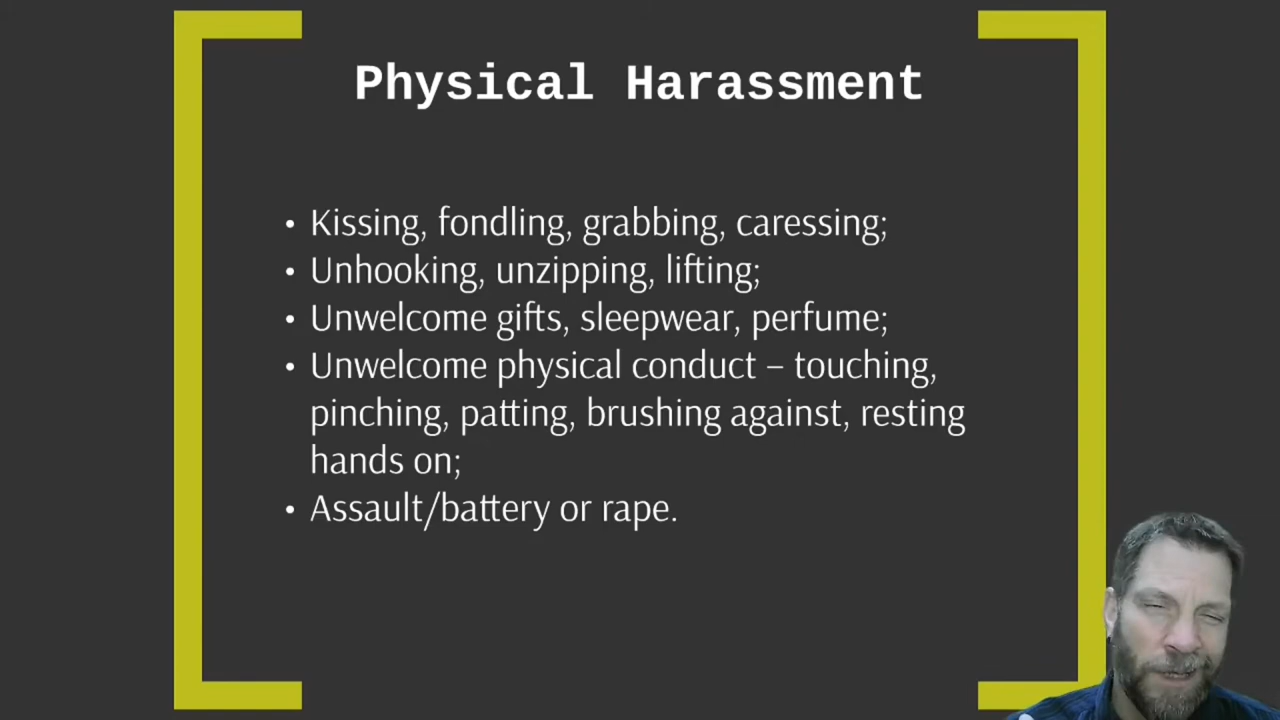 Physical Harassment
• Kissing, fondling, grabbing, caressing;
• Unhooking, unzipping, lifting;
• Unwelcome gifts, sleepwear, perfume;
• Unwelcome physical conduct – touching,
pinching, patting, brushing against, resting
hands on;
• Assault/battery or rape.